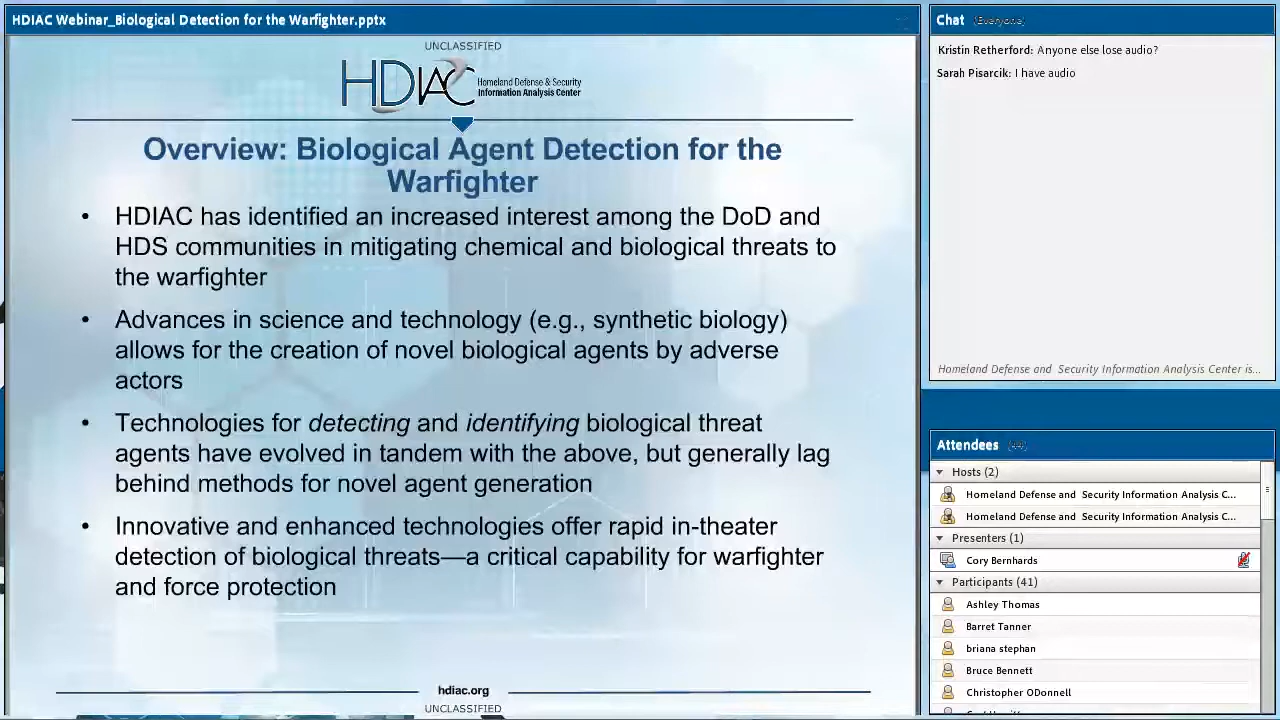 HDIAC Webinar_Biological Detection for the Warfighter.pptx
UNCLASSIFIED
HDIAC
Homeland Defense & Security
Information Analysis Center
Overview: Biological Agent Detection for the
Warfighter
• HDIAC has identified an increased interest among the DoD and
HDS communities in mitigating chemical and biological threats to
the warfighter
• Advances in science and technology (e.g., synthetic biology)
allows for the creation of novel biological agents by adverse
actors
• Technologies for detecting and identifying biological threat
agents have evolved in tandem with the above, but generally lag
behind methods for novel agent generation
• Innovative and enhanced technologies offer rapid in-theater
detection of biological threats—a critical capability for warfighter
and force protection
hdiac.org
UNCLASSIFIED
Chat (Everyone)
Kristin Retherford: Anyone else lose audio?
Sarah Pisarcik: I have audio
Homeland Defense and Security Information Analysis Center is...
Attendees
Hosts (2)
Homeland Defense and Security Information Analysis C...
Homeland Defense and Security Information Analysis C...
Presenters (1)
Cory Bernhards
Participants (41)
Ashley Thomas
Barret Tanner
briana stephan
Bruce Bennett
Christopher ODonnell